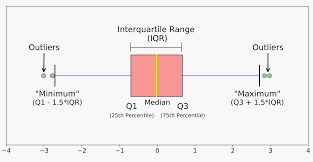 Interquartile Range
(IQR)
Outliers
Outliers
"Minimum"
(Q1 - 1.5*IQR)
"Maximum"
(Q3 + 1.5*IQR)
Q1
Median
Q3
(25th Percentile)
(75th Percentile)
-4
-3
-2
-1
0
1
2
3
4